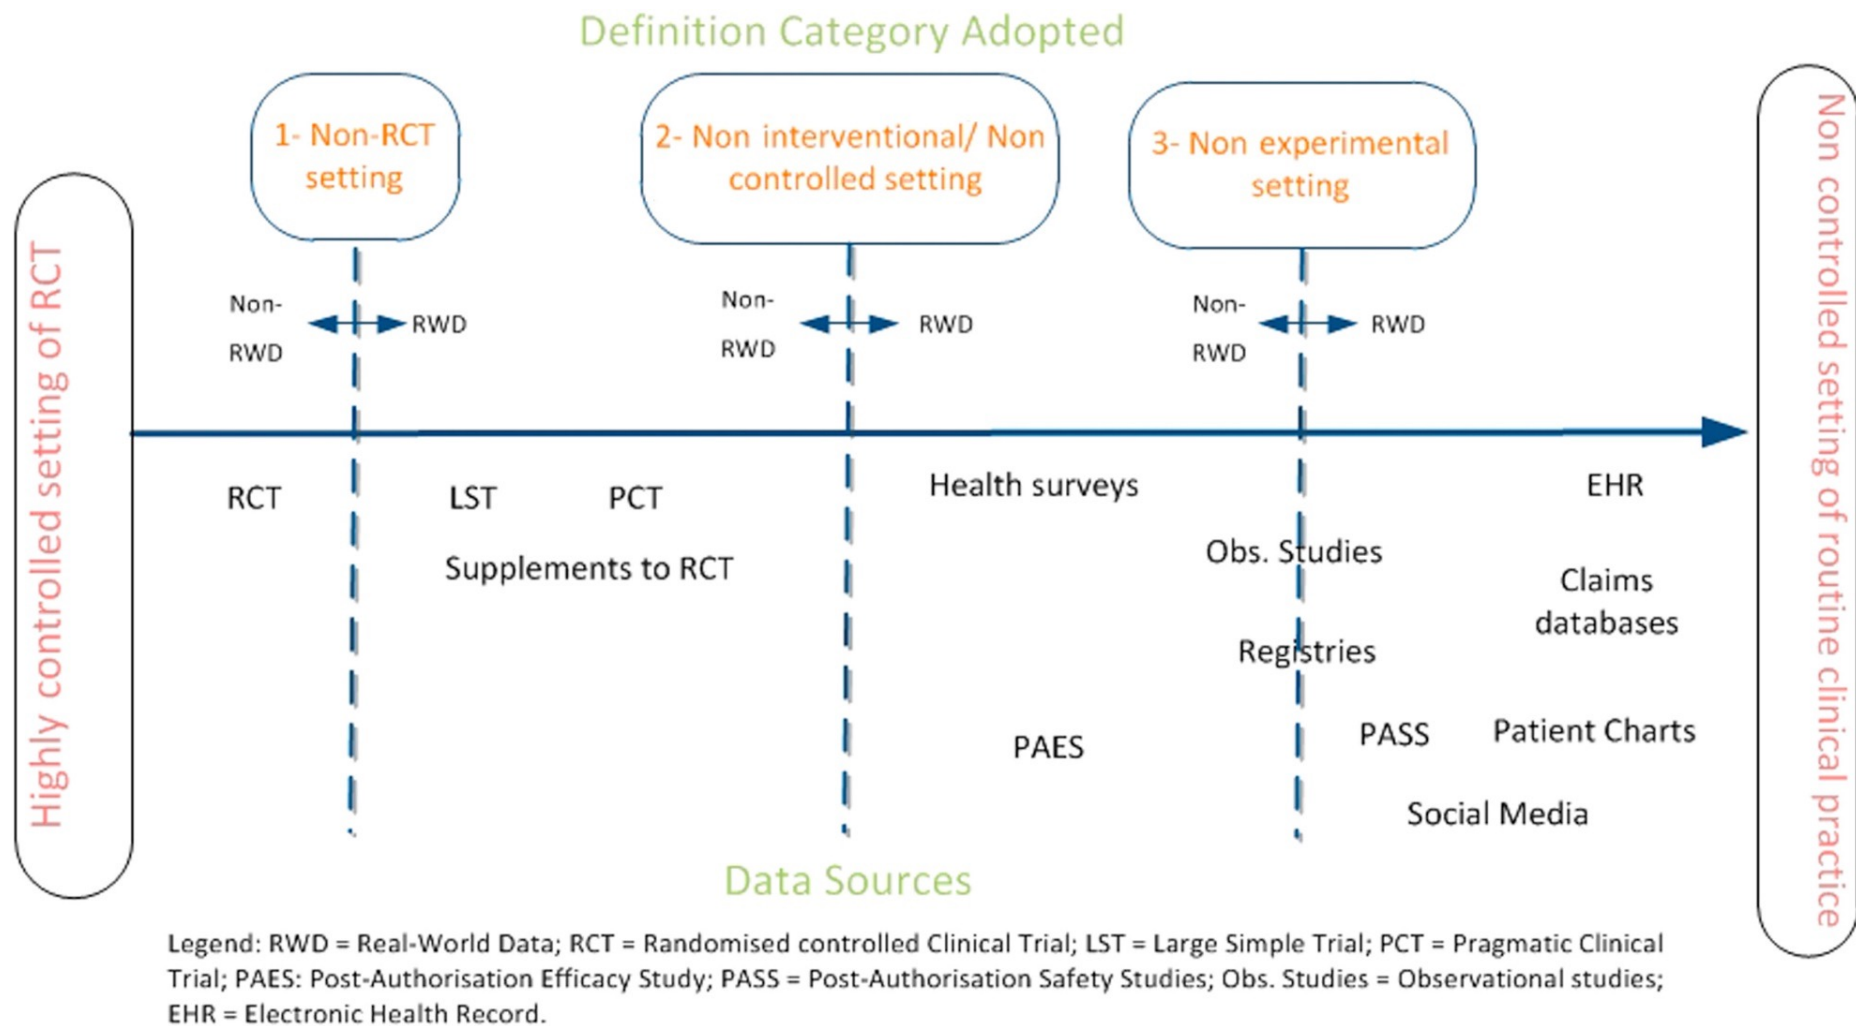 Definition Category Adopted
1- Non-RCT
setting
2- Non interventional/ Non
controlled setting
3- Non experimental
setting
Highly controlled setting of RCT
Non controlled setting of routine clinical practice
Non-
RWD
RWD
Non-
RWD
RWD
Non-
RWD
RWD
RCT
LST
PCT
Supplements to RCT
Health surveys
Obs. Studies
Registries
PAES
EHR
Claims
databases
PASS
Patient Charts
Social Media
Data Sources
Legend: RWD = Real-World Data; RCT = Randomised controlled Clinical Trial; LST = Large Simple Trial; PCT = Pragmatic Clinical
Trial; PAES: Post-Authorisation Efficacy Study; PASS = Post-Authorisation Safety Studies; Obs. Studies = Observational studies;
EHR = Electronic Health Record.